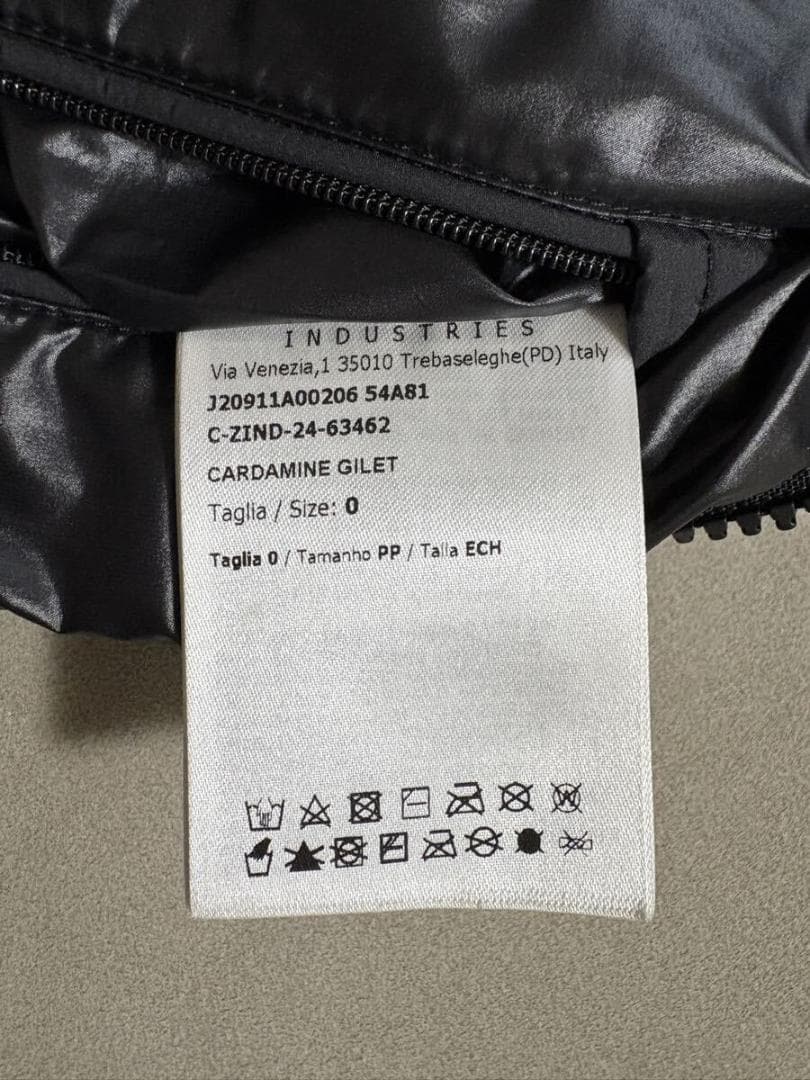 INDUSTRIES
Via Venezia,1 35010 Trebaseleghe(PD) Italy
J20911A00206 54A81
C-ZIND-24-63462
CARDAMINE GILET
Taglia / Size: 0
Taglia 0 / Tamanho PP / Talla ECH